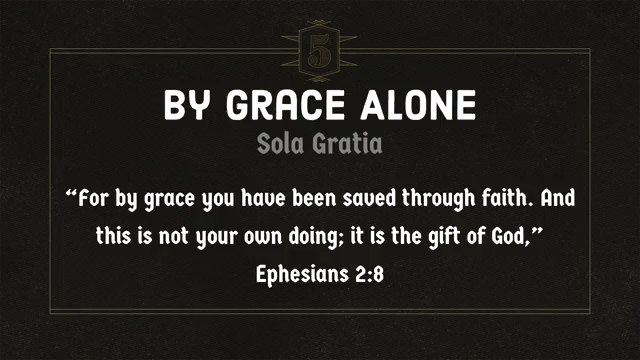 5
BY GRACE ALONE
Sola Gratia
“For by grace you have been saved through faith. And
this is not your own doing; it is the gift of God,”
Ephesians 2:8